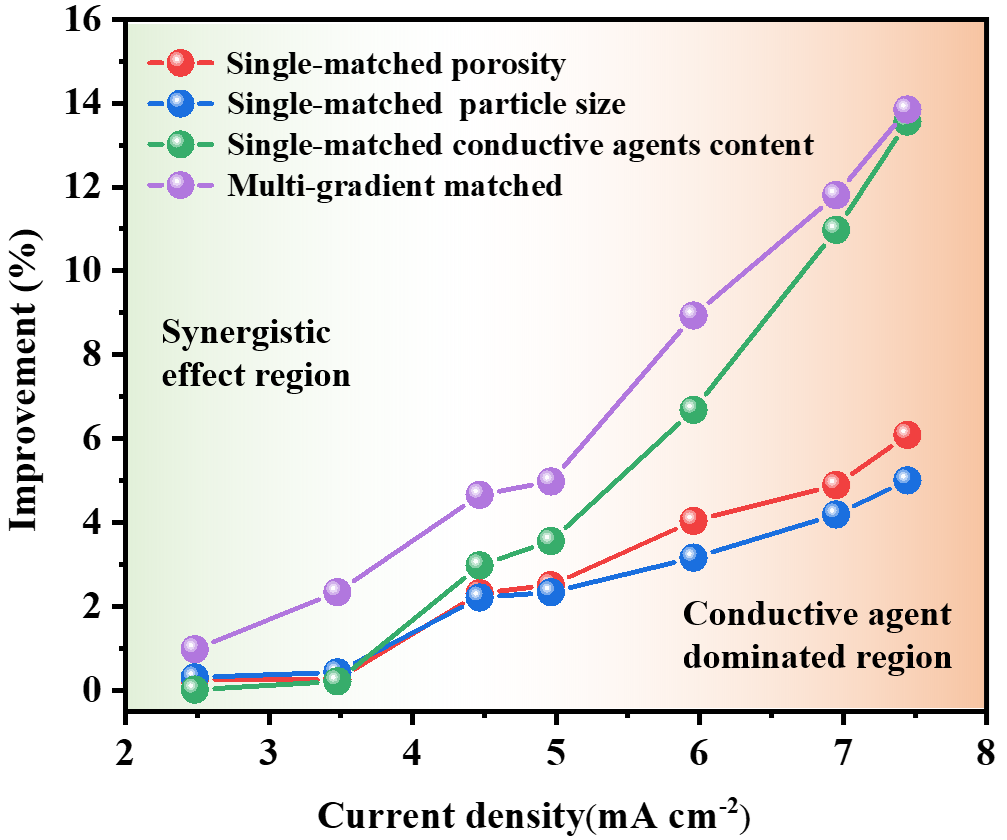 16
14
12
10
8
6
4
2
0
Improvement (%)
Single-matched porosity
Single-matched  particle size
Single-matched conductive agents content
Multi-gradient matched
Synergistic
effect region
Conductive agent
dominated region
2 3 4 5 6 7 8
Current density(mA cm⁻²)